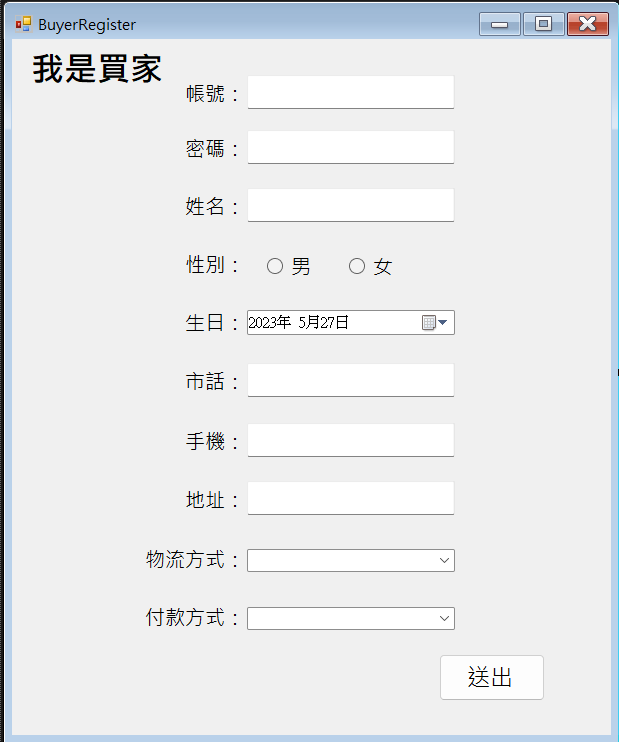 BuyerRegister
我是買家
帳號：
密碼：
姓名：
性別： 男 女
生日： 2023年 5月27日
市話：
手機：
地址：
物流方式：
付款方式：
送出